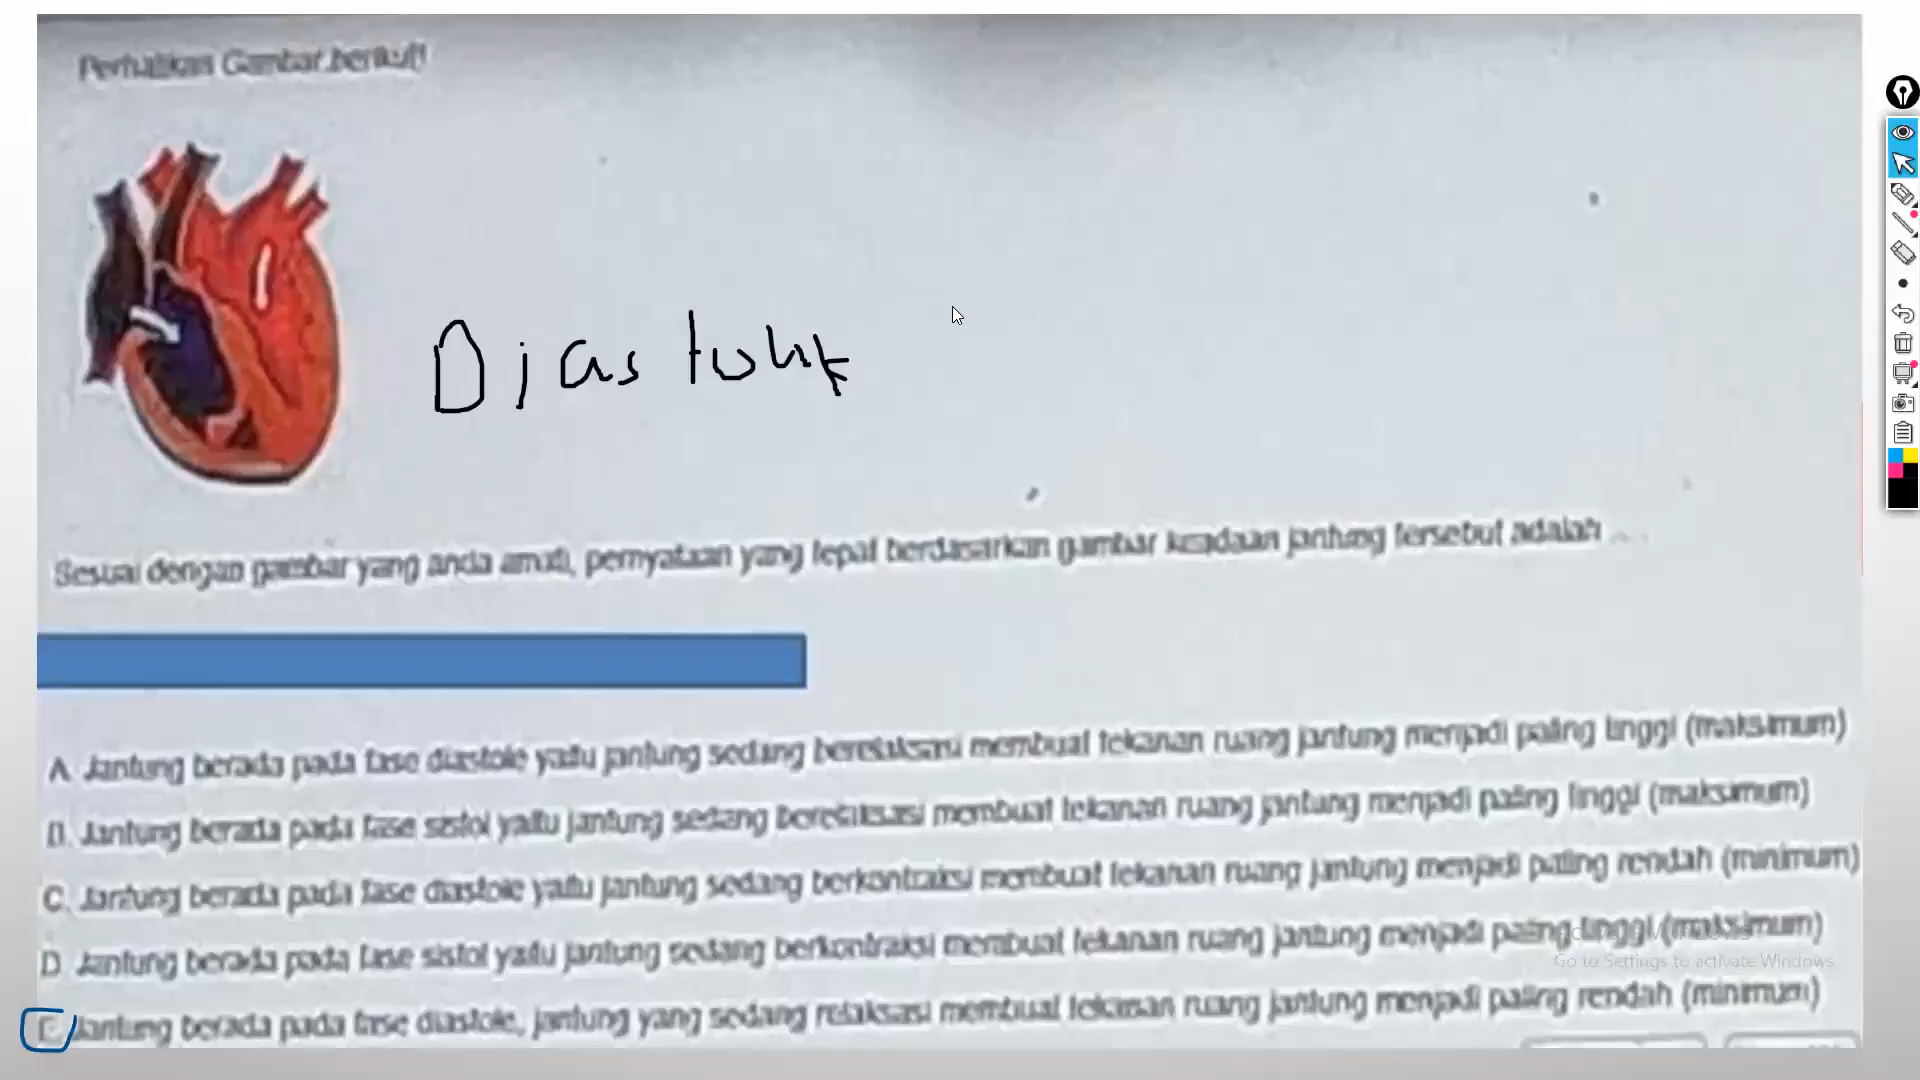 Perhatikan Gambar berikut!
Diastolik
Sesuai dengan gambar yang anda amati, pernyataan yang tepat berdasarkan gambar keadaan jantung tersebut adalah ...
A. Jantung berada pada fase diastole yaitu jantung sedang berelaksasi membuat tekanan ruang jantung menjadi paling tinggi (maksimum)
B. Jantung berada pada fase sistol yaitu jantung sedang berelaksasi membuat tekanan ruang jantung menjadi paling tinggi (maksimum)
C. Jantung berada pada fase diastole yaitu jantung sedang berkontraksi membuat tekanan ruang jantung menjadi paling rendah (minimum)
D. Jantung berada pada fase sistol yaitu jantung sedang berkontraksi membuat tekanan ruang jantung menjadi paling tinggi (maksimum)
Go to Settings to activate Windows.
E. Jantung berada pada fase diastole, jantung yang sedang relaksasi membuat tekanan ruang jantung menjadi paling rendah (minimum)